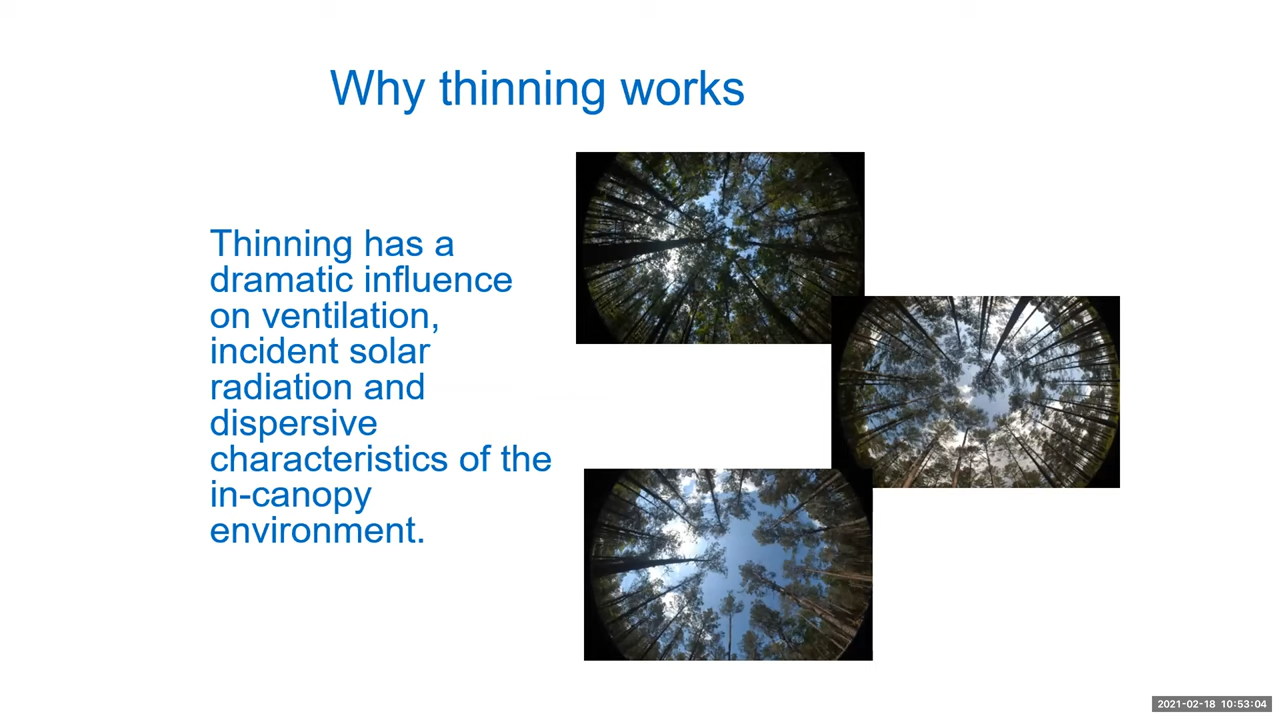 Why thinning works
Thinning has a
dramatic influence
on ventilation,
incident solar
radiation and
dispersive
characteristics of the
in-canopy
environment.
2021-02-18 10:53:04